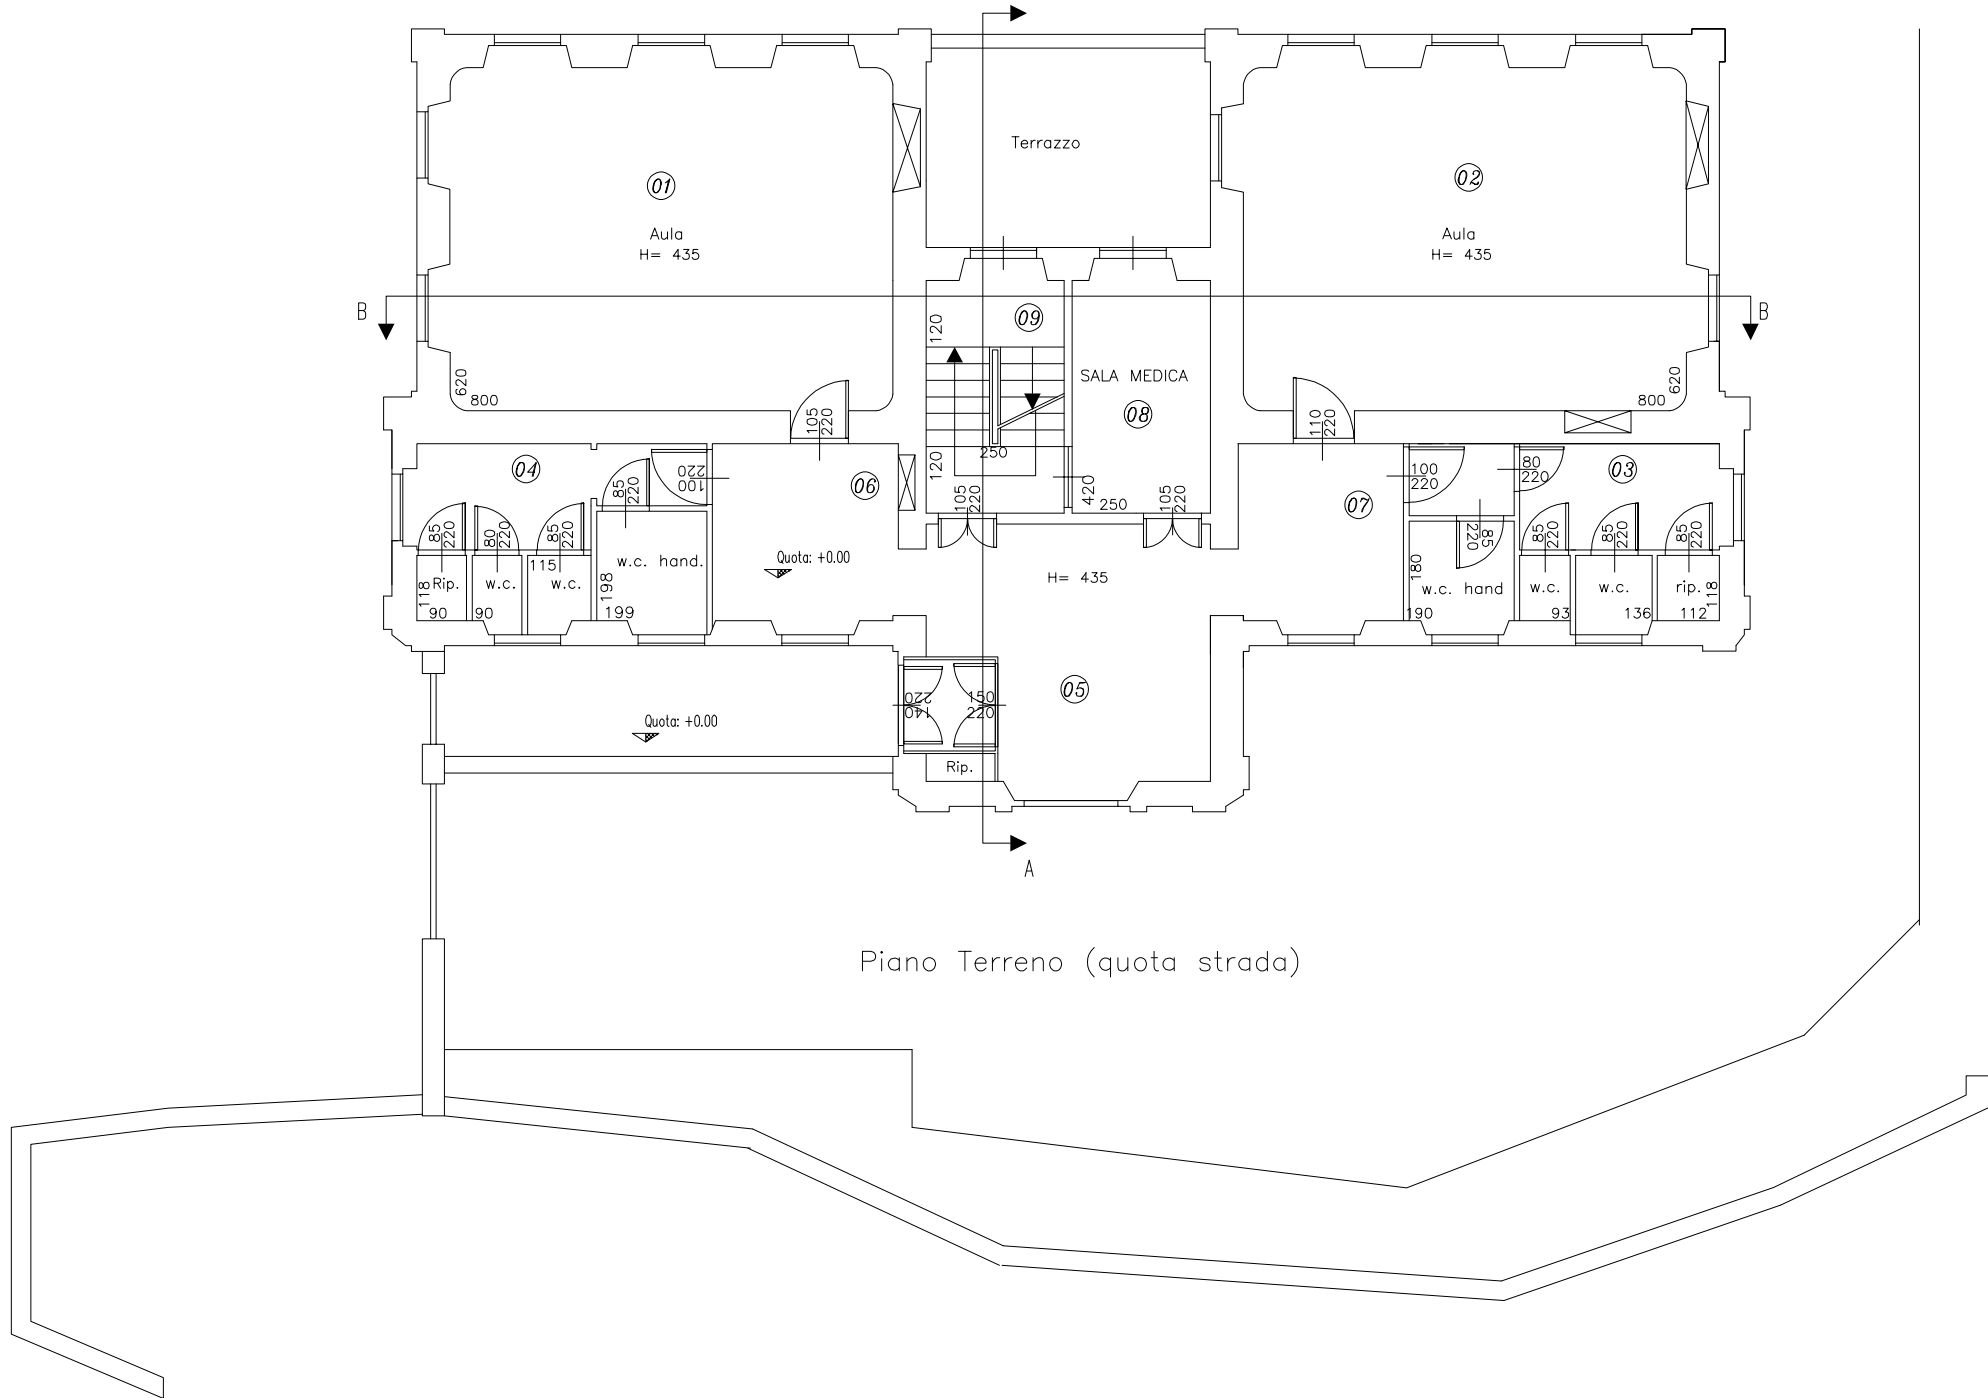 Terrazzo
01
02
Aula
H= 435
Aula
H= 435
B
B
09
120
SALA MEDICA
08
620
800
620
800
105
220
110
220
250
120
420
250
04
220
100
85
220
06
105
220
105
220
07
100
220
80
220
03
85
220
80
220
85
220
85
220
85
220
85
220
85
220
Quota: +0.00
H= 435
118
Rip.
90
w.c.
90
115
w.c.
w.c. hand.
198
199
180
w.c. hand
190
w.c.
93
w.c.
136
rip.
112
118
220
140
150
220
05
Quota: +0.00
Rip.
A
Piano Terreno (quota strada)